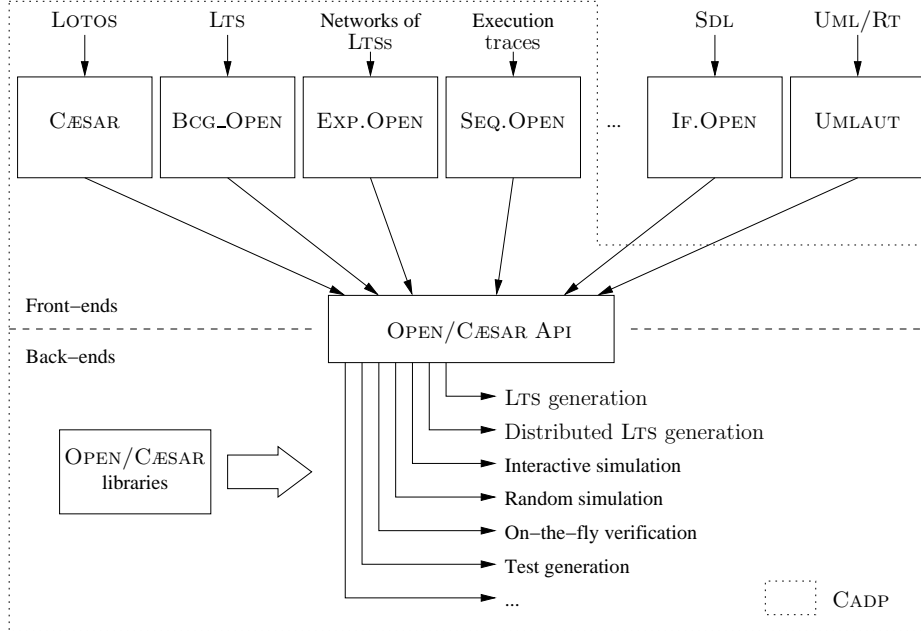 LOTOS
LTS
Networks of
LTSs
Execution
traces
SDL
UML/RT
CÆSAR
BCG_OPEN
EXP.OPEN
SEQ.OPEN
...
IF.OPEN
UMLAUT
Front–ends
OPEN/CÆSAR API
Back–ends
LTS generation
Distributed LTS generation
OPEN/CÆSAR
libraries
Interactive simulation
Random simulation
On–the–fly verification
Test generation
...
CADP